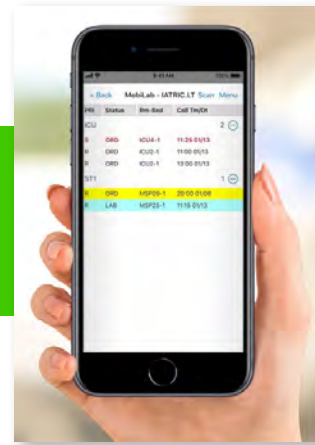 9:41 AM 100%
< Back MobiLab - IATRIC.LT Scan Menu
PRI Status Rm-Bed Coll Tm/Dt
ICU 2
S ORD ICU4-1 11:25 01/13
R ORD ICU2-1 11:00 01/13
R ORD ICU3-1 13:00 01/13
ST1 1
R ORD MSP09-1 20:00 01/08
R LAB MSP25-1 11:15 01/13